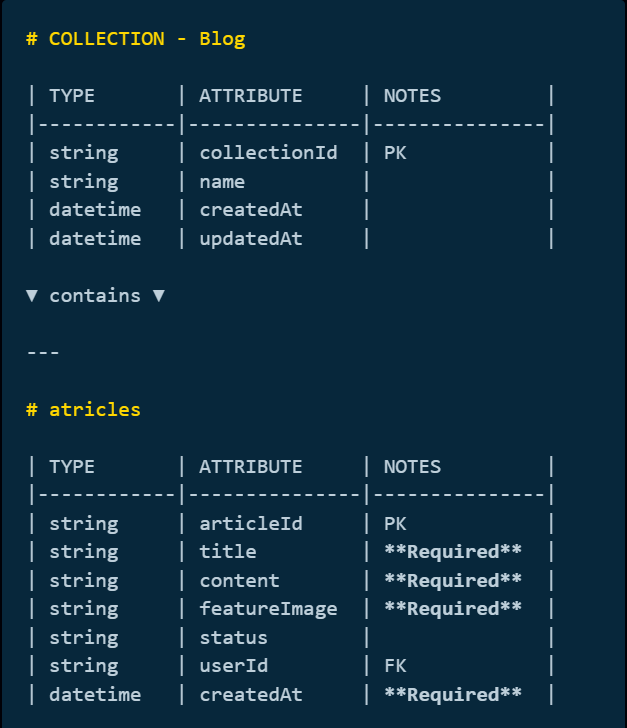 # COLLECTION - Blog
| TYPE       | ATTRIBUTE     | NOTES         |
|------------|---------------|---------------|
| string     | collectionId  | PK            |
| string     | name          |               |
| datetime   | createdAt     |               |
| datetime   | updatedAt     |               |
▼ contains ▼
---
# atricles
| TYPE       | ATTRIBUTE     | NOTES         |
|------------|---------------|---------------|
| string     | articleId     | PK            |
| string     | title         | **Required**  |
| string     | content       | **Required**  |
| string     | featureImage  | **Required**  |
| string     | status        |               |
| string     | userId        | FK            |
| datetime   | createdAt     | **Required**  |